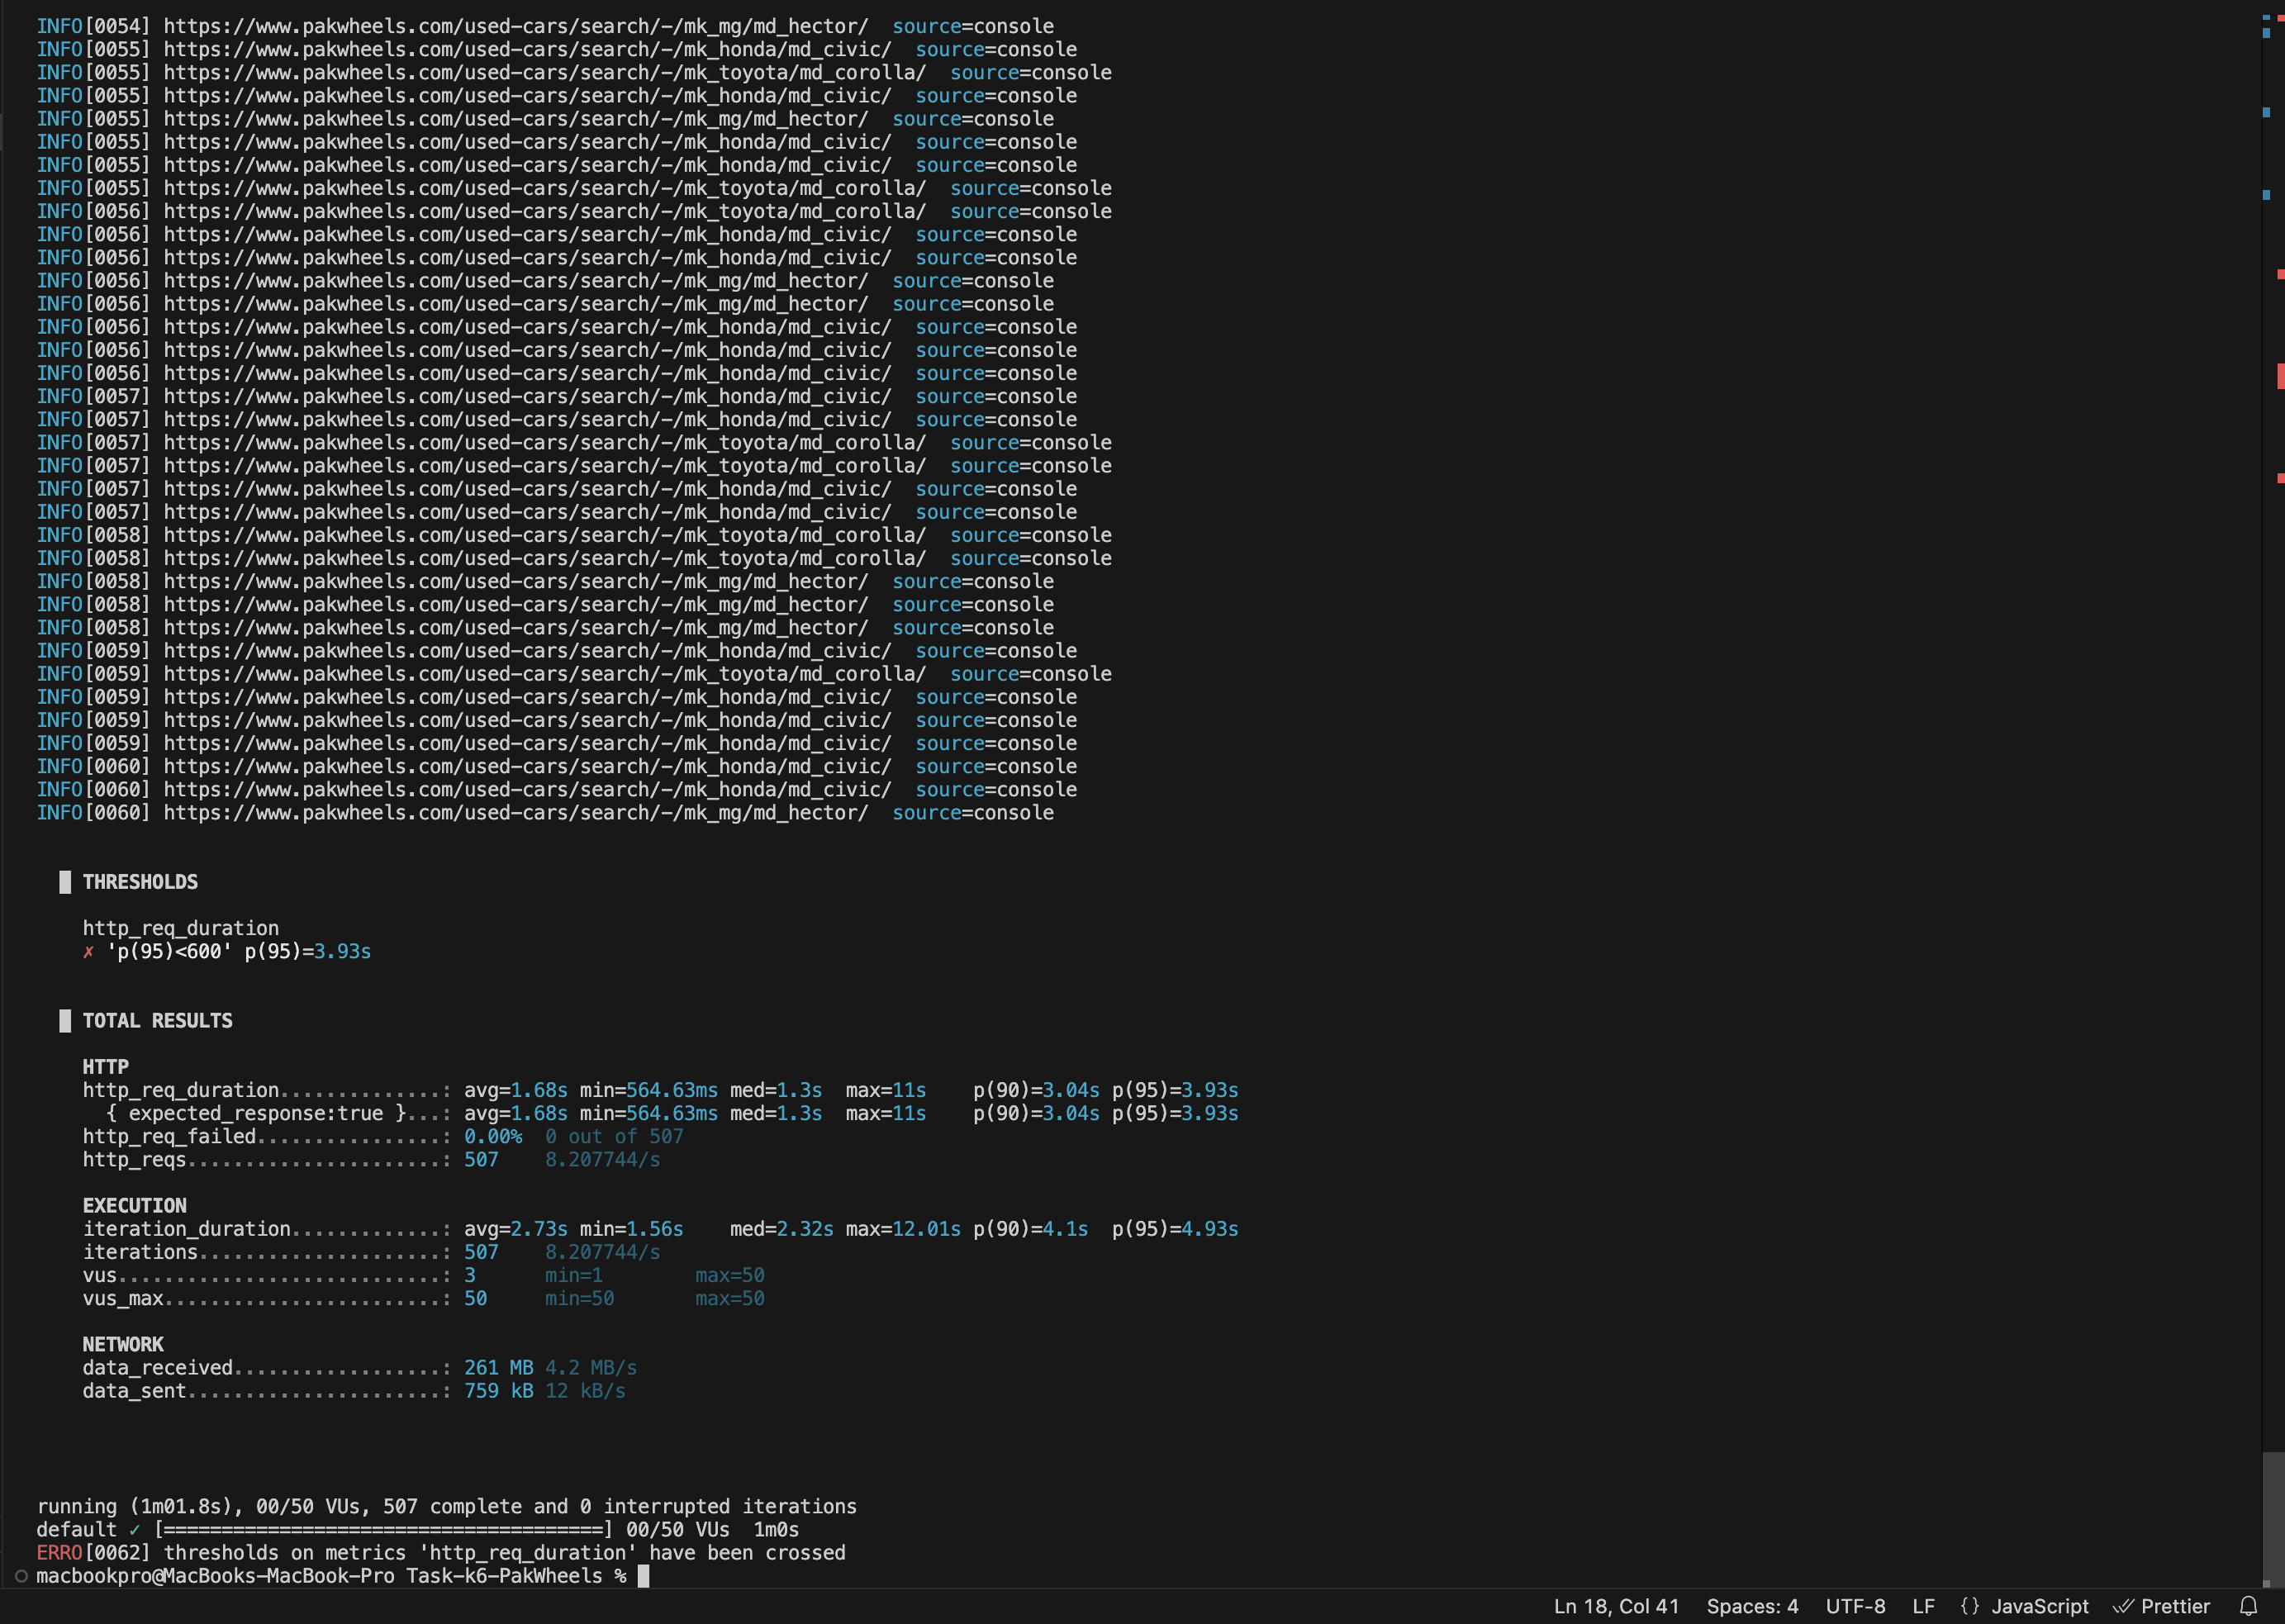 INFO[0054] https://www.pakwheels.com/used-cars/search/-/mk_mg/md_hector/  source=console
INFO[0055] https://www.pakwheels.com/used-cars/search/-/mk_honda/md_civic/  source=console
INFO[0055] https://www.pakwheels.com/used-cars/search/-/mk_toyota/md_corolla/  source=console
INFO[0055] https://www.pakwheels.com/used-cars/search/-/mk_honda/md_civic/  source=console
INFO[0055] https://www.pakwheels.com/used-cars/search/-/mk_mg/md_hector/  source=console
INFO[0055] https://www.pakwheels.com/used-cars/search/-/mk_honda/md_civic/  source=console
INFO[0055] https://www.pakwheels.com/used-cars/search/-/mk_honda/md_civic/  source=console
INFO[0055] https://www.pakwheels.com/used-cars/search/-/mk_toyota/md_corolla/  source=console
INFO[0056] https://www.pakwheels.com/used-cars/search/-/mk_toyota/md_corolla/  source=console
INFO[0056] https://www.pakwheels.com/used-cars/search/-/mk_honda/md_civic/  source=console
INFO[0056] https://www.pakwheels.com/used-cars/search/-/mk_honda/md_civic/  source=console
INFO[0056] https://www.pakwheels.com/used-cars/search/-/mk_mg/md_hector/  source=console
INFO[0056] https://www.pakwheels.com/used-cars/search/-/mk_mg/md_hector/  source=console
INFO[0056] https://www.pakwheels.com/used-cars/search/-/mk_honda/md_civic/  source=console
INFO[0056] https://www.pakwheels.com/used-cars/search/-/mk_honda/md_civic/  source=console
INFO[0056] https://www.pakwheels.com/used-cars/search/-/mk_honda/md_civic/  source=console
INFO[0057] https://www.pakwheels.com/used-cars/search/-/mk_honda/md_civic/  source=console
INFO[0057] https://www.pakwheels.com/used-cars/search/-/mk_honda/md_civic/  source=console
INFO[0057] https://www.pakwheels.com/used-cars/search/-/mk_toyota/md_corolla/  source=console
INFO[0057] https://www.pakwheels.com/used-cars/search/-/mk_toyota/md_corolla/  source=console
INFO[0057] https://www.pakwheels.com/used-cars/search/-/mk_honda/md_civic/  source=console
INFO[0057] https://www.pakwheels.com/used-cars/search/-/mk_honda/md_civic/  source=console
INFO[0058] https://www.pakwheels.com/used-cars/search/-/mk_toyota/md_corolla/  source=console
INFO[0058] https://www.pakwheels.com/used-cars/search/-/mk_toyota/md_corolla/  source=console
INFO[0058] https://www.pakwheels.com/used-cars/search/-/mk_mg/md_hector/  source=console
INFO[0058] https://www.pakwheels.com/used-cars/search/-/mk_mg/md_hector/  source=console
INFO[0058] https://www.pakwheels.com/used-cars/search/-/mk_mg/md_hector/  source=console
INFO[0059] https://www.pakwheels.com/used-cars/search/-/mk_honda/md_civic/  source=console
INFO[0059] https://www.pakwheels.com/used-cars/search/-/mk_toyota/md_corolla/  source=console
INFO[0059] https://www.pakwheels.com/used-cars/search/-/mk_honda/md_civic/  source=console
INFO[0059] https://www.pakwheels.com/used-cars/search/-/mk_honda/md_civic/  source=console
INFO[0059] https://www.pakwheels.com/used-cars/search/-/mk_honda/md_civic/  source=console
INFO[0060] https://www.pakwheels.com/used-cars/search/-/mk_honda/md_civic/  source=console
INFO[0060] https://www.pakwheels.com/used-cars/search/-/mk_honda/md_civic/  source=console
INFO[0060] https://www.pakwheels.com/used-cars/search/-/mk_mg/md_hector/  source=console
█ THRESHOLDS
http_req_duration
✗ 'p(95)<600' p(95)=3.93s
█ TOTAL RESULTS
HTTP
http_req_duration..............: avg=1.68s min=564.63ms med=1.3s  max=11s    p(90)=3.04s p(95)=3.93s
{ expected_response:true }...: avg=1.68s min=564.63ms med=1.3s  max=11s    p(90)=3.04s p(95)=3.93s
http_req_failed................: 0.00%  0 out of 507
http_reqs......................: 507    8.207744/s
EXECUTION
iteration_duration.............: avg=2.73s min=1.56s    med=2.32s max=12.01s p(90)=4.1s  p(95)=4.93s
iterations.....................: 507    8.207744/s
vus............................: 3      min=1        max=50
vus_max........................: 50     min=50       max=50
NETWORK
data_received..................: 261 MB 4.2 MB/s
data_sent......................: 759 kB 12 kB/s
running (1m01.8s), 00/50 VUs, 507 complete and 0 interrupted iterations
default ✓ [======================================] 00/50 VUs  1m0s
ERRO[0062] thresholds on metrics 'http_req_duration' have been crossed
macbookpro@MacBooks-MacBook-Pro Task-k6-PakWheels %
Ln 18, Col 41 Spaces: 4 UTF-8 LF {} JavaScript Prettier